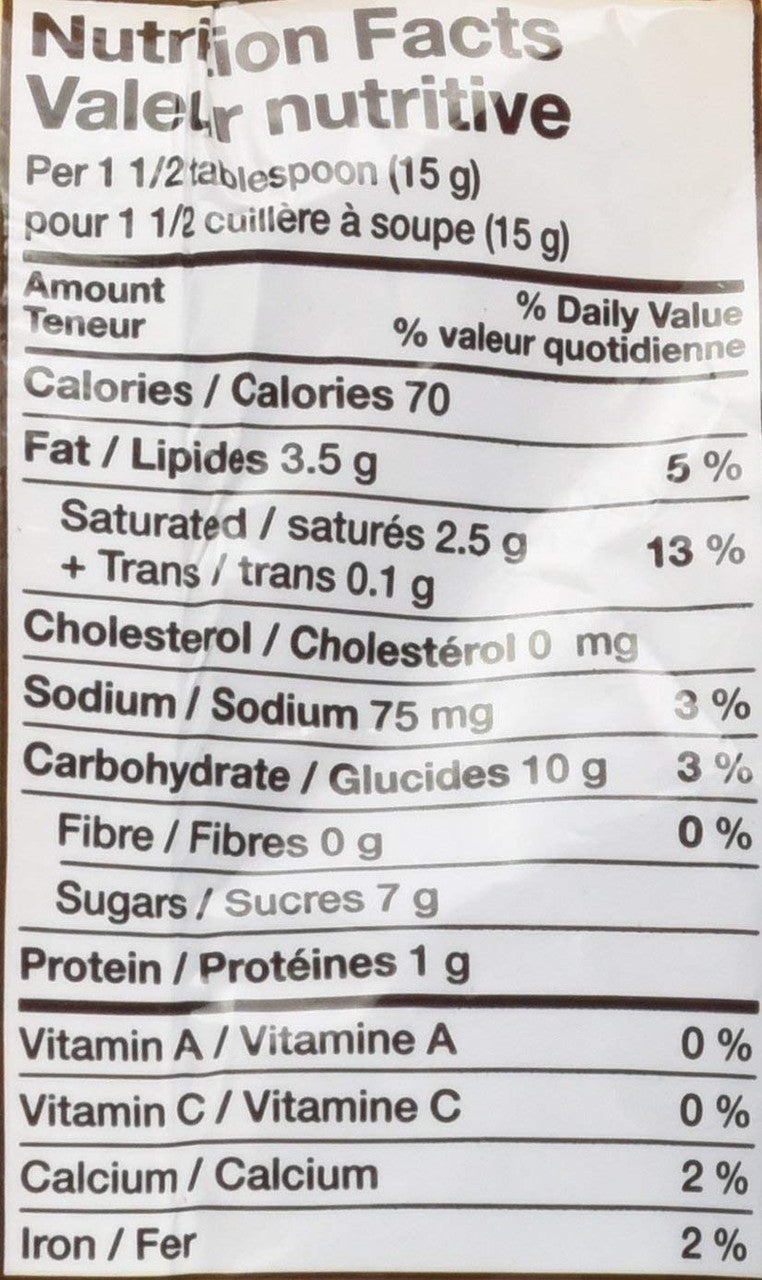 Nutrition Facts
Valeur nutritive
Per 1 1/2 tablespoon (15 g)
pour 1 1/2 cuillère à soupe (15 g)
Amount
Teneur
% Daily Value
% valeur quotidienne
Calories / Calories 70
Fat / Lipides 3.5 g 5 %
Saturated / saturés 2.5 g
+ Trans / trans 0.1 g 13 %
Cholesterol / Cholestérol 0 mg
Sodium / Sodium 75 mg 3 %
Carbohydrate / Glucides 10 g 3 %
Fibre / Fibres 0 g 0 %
Sugars / Sucres 7 g
Protein / Protéines 1 g
Vitamin A / Vitamine A 0 %
Vitamin C / Vitamine C 0 %
Calcium / Calcium 2 %
Iron / Fer 2 %